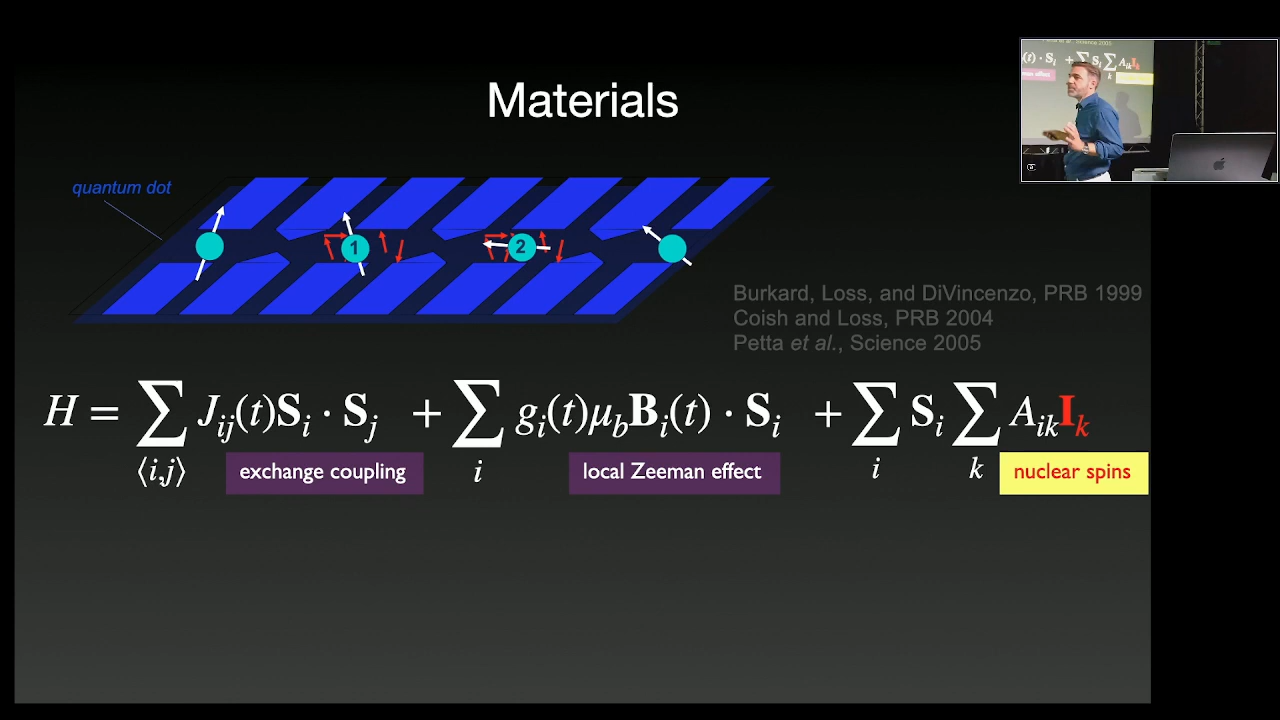 Materials
quantum dot
1
2
Burkard, Loss, and DiVincenzo, PRB 1999
Coish and Loss, PRB 2004
Petta et al., Science 2005
H = ∑⟨i,j⟩ Jij(t)Si · Sj + ∑i gi(t)μbBi(t) · Si + ∑i Si ∑k AikIk
exchange coupling
local Zeeman effect
nuclear spins